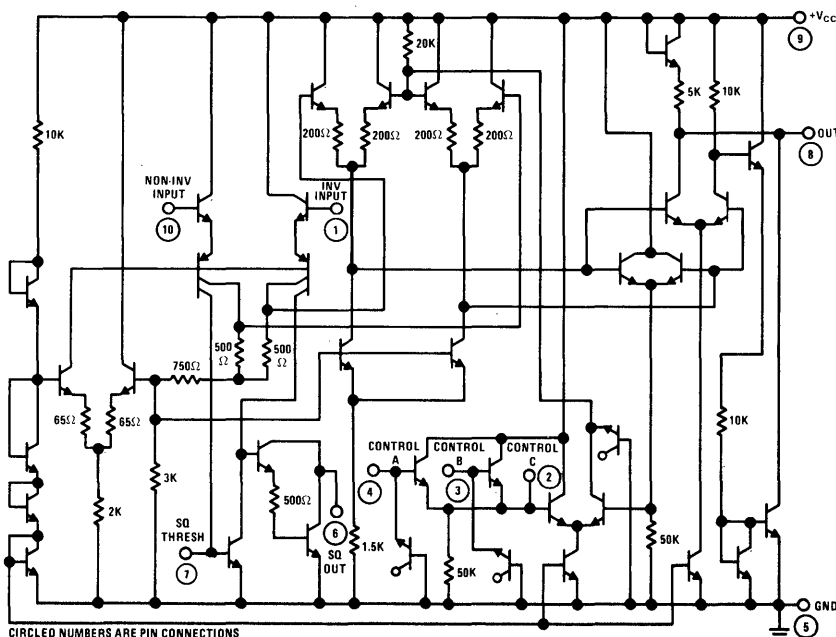 +VCC
9
20K
5K
10K
10K
OUT
8
200Ω
200Ω
200Ω
200Ω
NON-INV
INPUT
10
INV
INPUT
1
500
Ω
500
Ω
750Ω
65Ω
65Ω
10K
CONTROL
A
CONTROL
B
CONTROL
C
2
4
3
3K
500Ω
2K
6
SQ
OUT
SQ
THRESH
7
1.5K
50K
50K
GND
5
CIRCLED NUMBERS ARE PIN CONNECTIONS